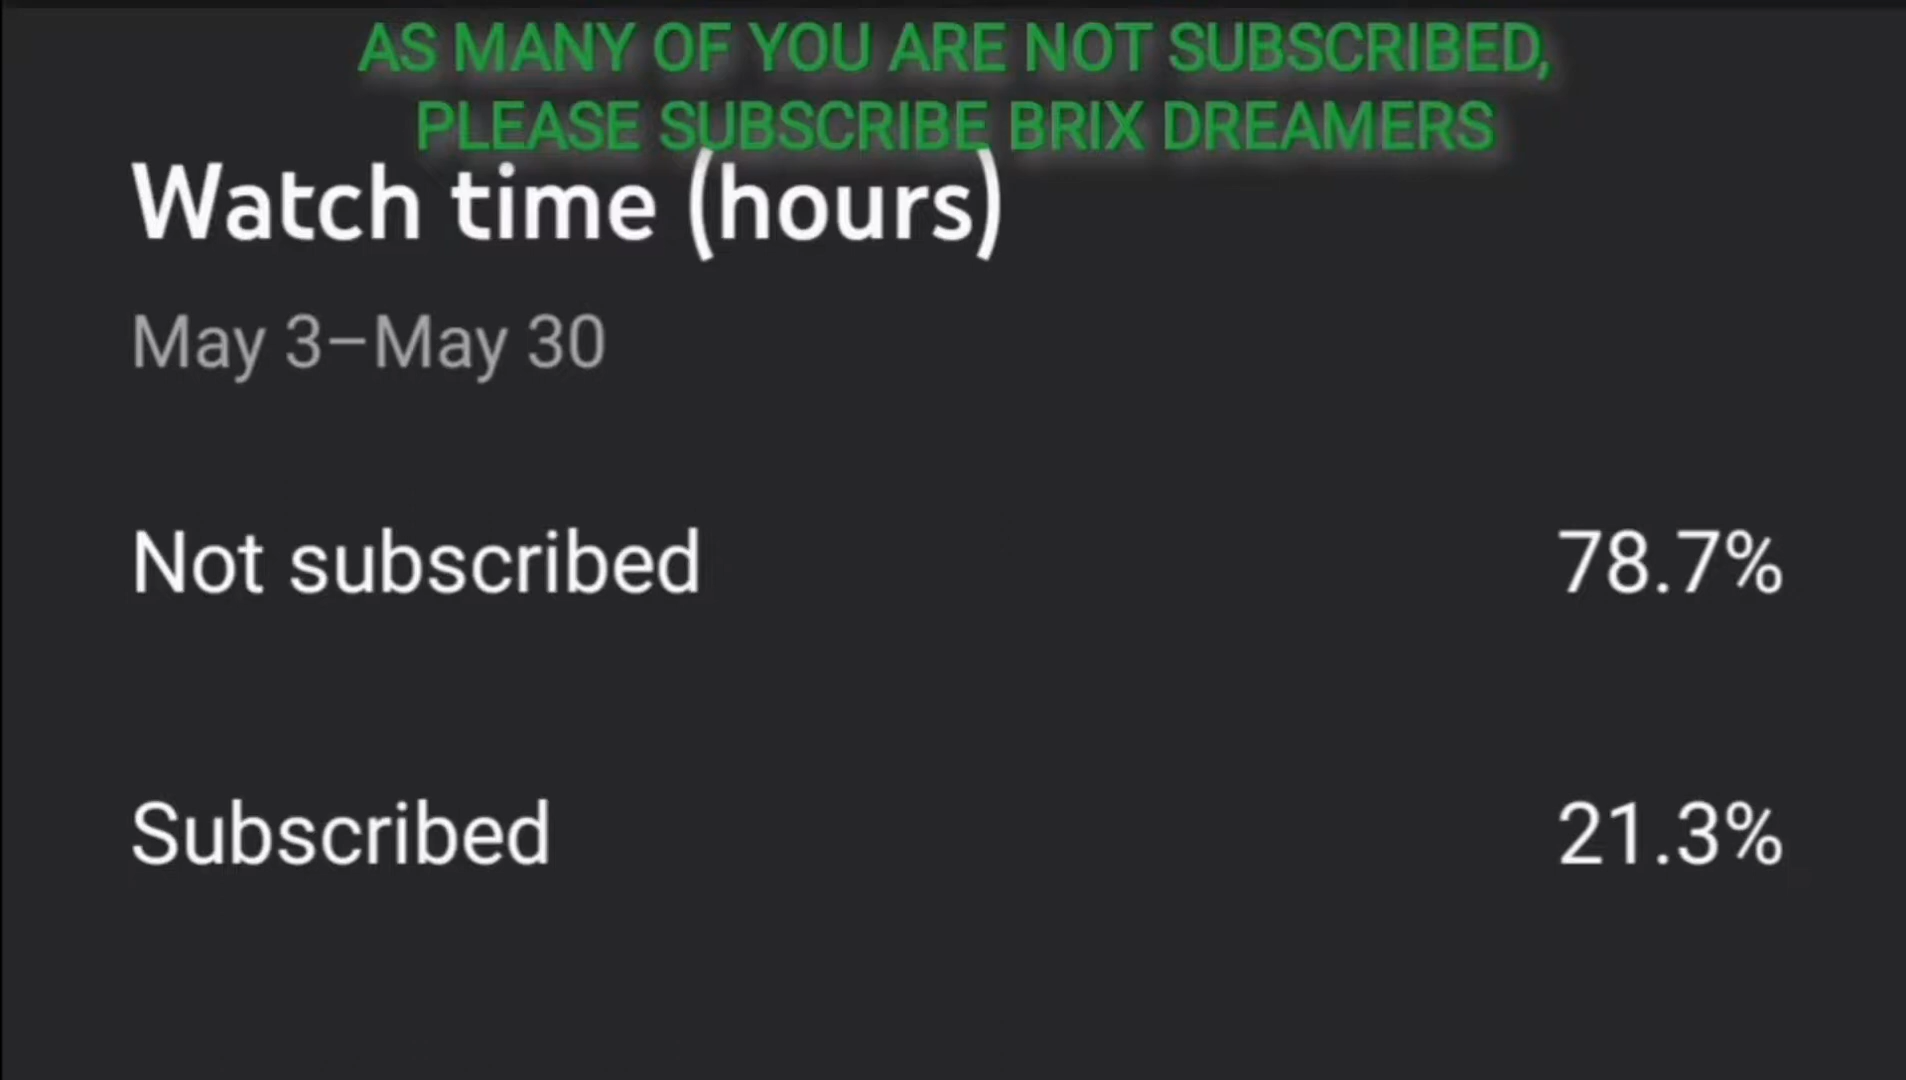 AS MANY OF YOU ARE NOT SUBSCRIBED,
PLEASE SUBSCRIBE BRIX DREAMERS
Watch time (hours)
May 3–May 30
Not subscribed 78.7%
Subscribed 21.3%